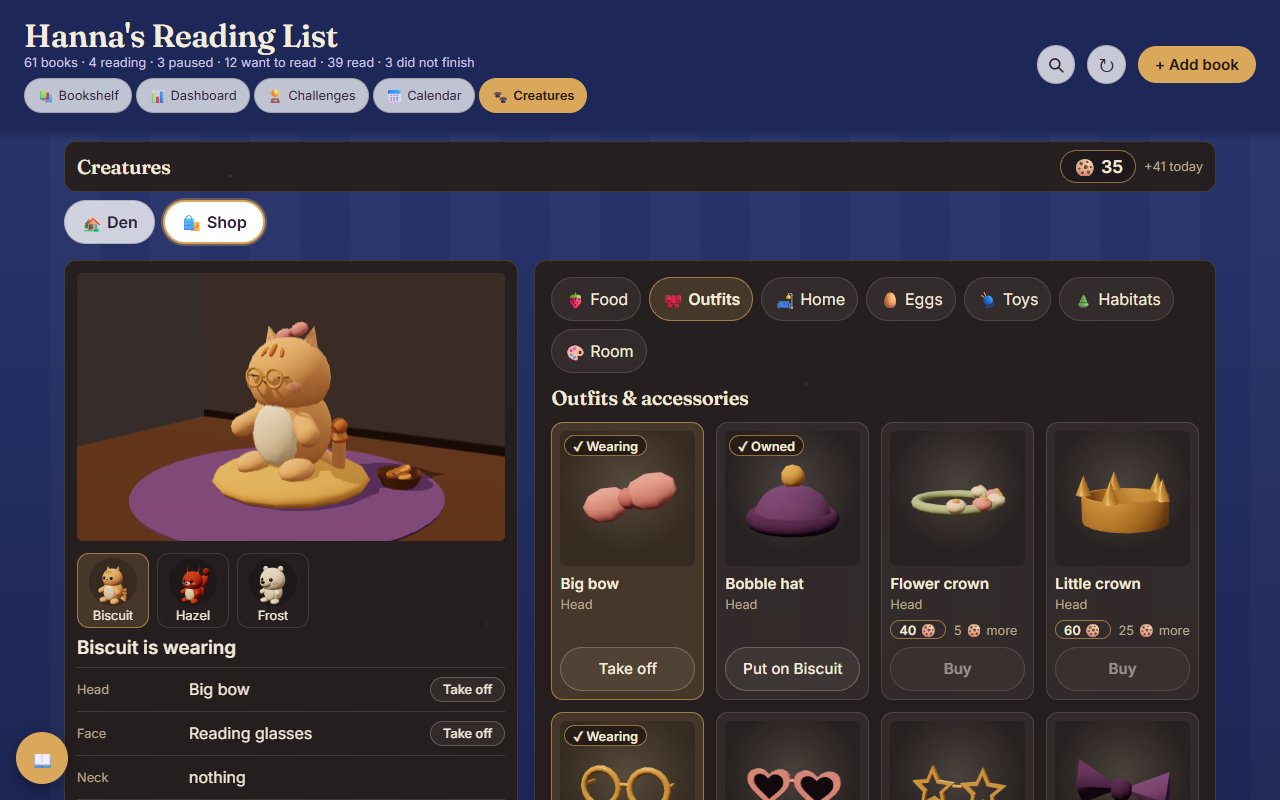 Hanna's Reading List
61 books · 4 reading · 3 paused · 12 want to read · 39 read · 3 did not finish
Bookshelf
Dashboard
Challenges
Calendar
Creatures
+ Add book
Creatures
35
+41 today
Den
Shop
Biscuit
Hazel
Frost
Biscuit is wearing
Head Big bow Take off
Face Reading glasses Take off
Neck nothing
Food
Outfits
Home
Eggs
Toys
Habitats
Room
Outfits & accessories
✓ Wearing
Big bow
Head
Take off
✓ Owned
Bobble hat
Head
Put on Biscuit
Flower crown
Head
40 5 more
Buy
Little crown
Head
60 25 more
Buy
✓ Wearing